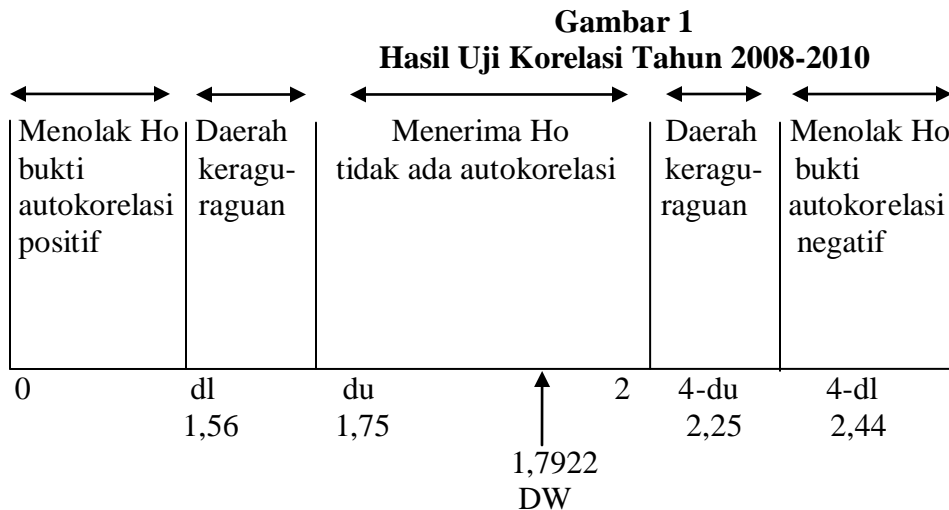 Gambar 1
Hasil Uji Korelasi Tahun 2008-2010
Menolak Ho
bukti
autokorelasi
positif
Daerah
keragu-
raguan
Menerima Ho
tidak ada autokorelasi
Daerah
keragu-
raguan
Menolak Ho
bukti
autokorelasi
negatif
0 dl du 2 4-du 4-dl
1,56 1,75 2,25 2,44
1,7922
DW